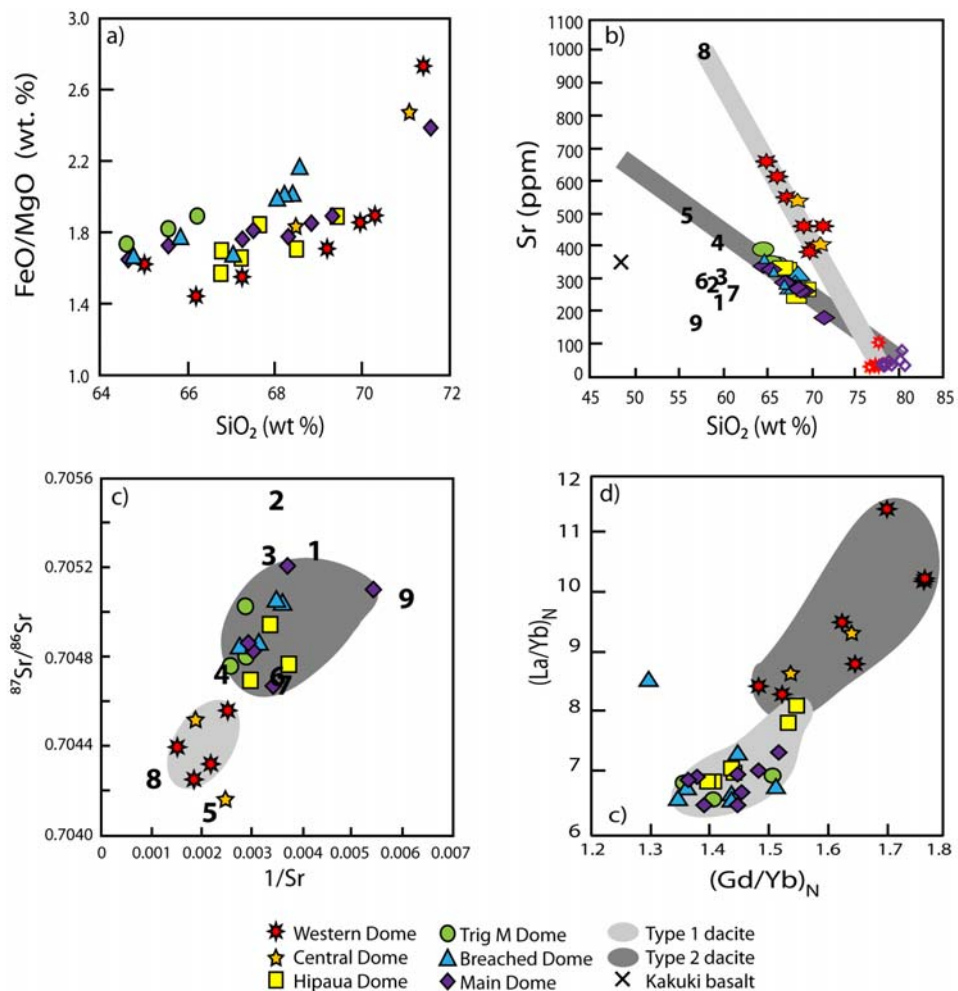 a)
FeO/MgO (wt. %)
3.0
2.6
2.2
1.8
1.4
1.0
64 66 68 70 72
SiO₂ (wt %)
b)
Sr (ppm)
1100
1000
900
800
700
600
500
400
300
200
100
0
8
5
4
6 2 3
1 7
9
45 50 55 60 65 70 75 80 85
SiO₂ (wt %)
c)
⁸⁷Sr/⁸⁶Sr
0.7056
0.7052
0.7048
0.7044
0.7040
2
3 1
9
4 6
7
8
5
0 0.001 0.002 0.003 0.004 0.005 0.006 0.007
1/Sr
d)
(La/Yb)N
12
11
10
9
8
7
6
c)
1.2 1.3 1.4 1.5 1.6 1.7 1.8
(Gd/Yb)N
Western Dome Trig M Dome Type 1 dacite
Central Dome Breached Dome Type 2 dacite
Hipaua Dome Main Dome Kakuki basalt